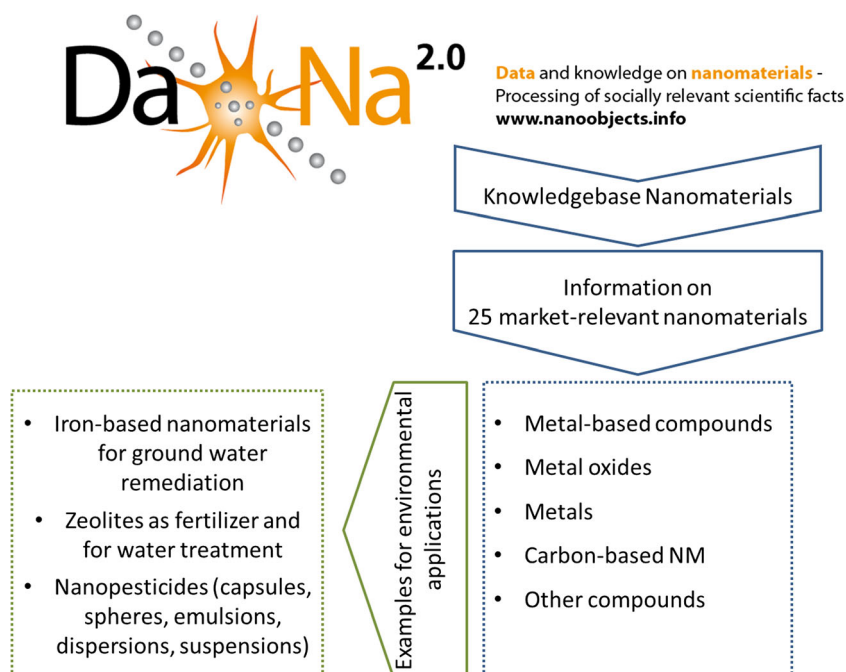 DaNa 2.0
Data and knowledge on nanomaterials -
Processing of socially relevant scientific facts
www.nanoobjects.info
Knowledgebase Nanomaterials
Information on
25 market-relevant nanomaterials
• Metal-based compounds
• Metal oxides
• Metals
• Carbon-based NM
• Other compounds
Examples for environmental
applications
• Iron-based nanomaterials
for ground water
remediation
• Zeolites as fertilizer and
for water treatment
• Nanopesticides (capsules,
spheres, emulsions,
dispersions, suspensions)